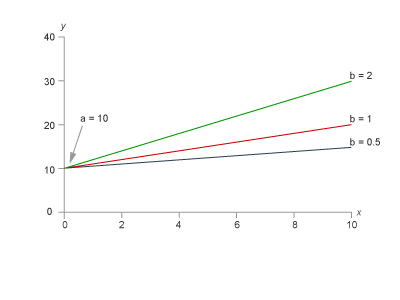 y
40
30
20
10
0
a = 10
b = 2
b = 1
b = 0.5
0 2 4 6 8 10
x